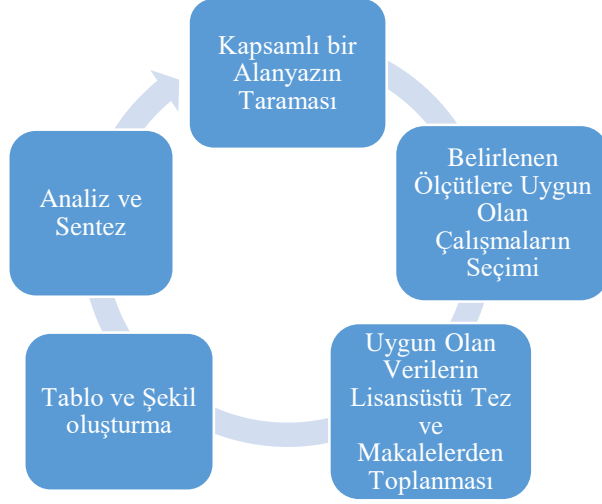 Kapsamlı bir
Alanyazın
Taraması
Belirlenen
Ölçütlere Uygun
Olan
Çalışmaların
Seçimi
Uygun Olan
Verilerin
Lisansüstü Tez
ve
Makalelerden
Toplanması
Tablo ve Şekil
oluşturma
Analiz ve
Sentez